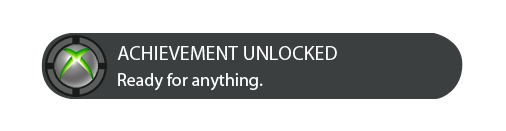 ACHIEVEMENT UNLOCKED
Ready for anything.